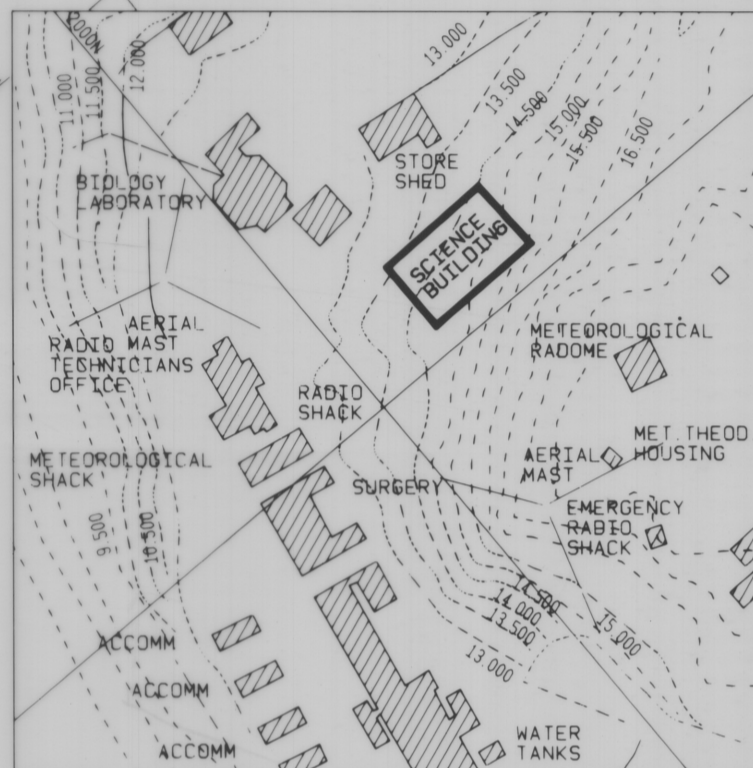 2000N
11.000
11.500
12.000
13.000
13.500
14.500
15.000
15.500
16.500
STORE
SHED
BIOLOGY
LABORATORY
SCIENCE
BUILDING
AERIAL
MAST
RADIO
TECHNICIANS
OFFICE
METEOROLOGICAL
RADOME
RADIO
SHACK
METEOROLOGICAL
SHACK
SURGERY
AERIAL
MAST
MET.THEOD
HOUSING
EMERGENCY
RADIO
SHACK
9.500
10.500
14.500
14.000
13.500
13.000
15.000
ACCOMM
ACCOMM
ACCOMM
WATER
TANKS